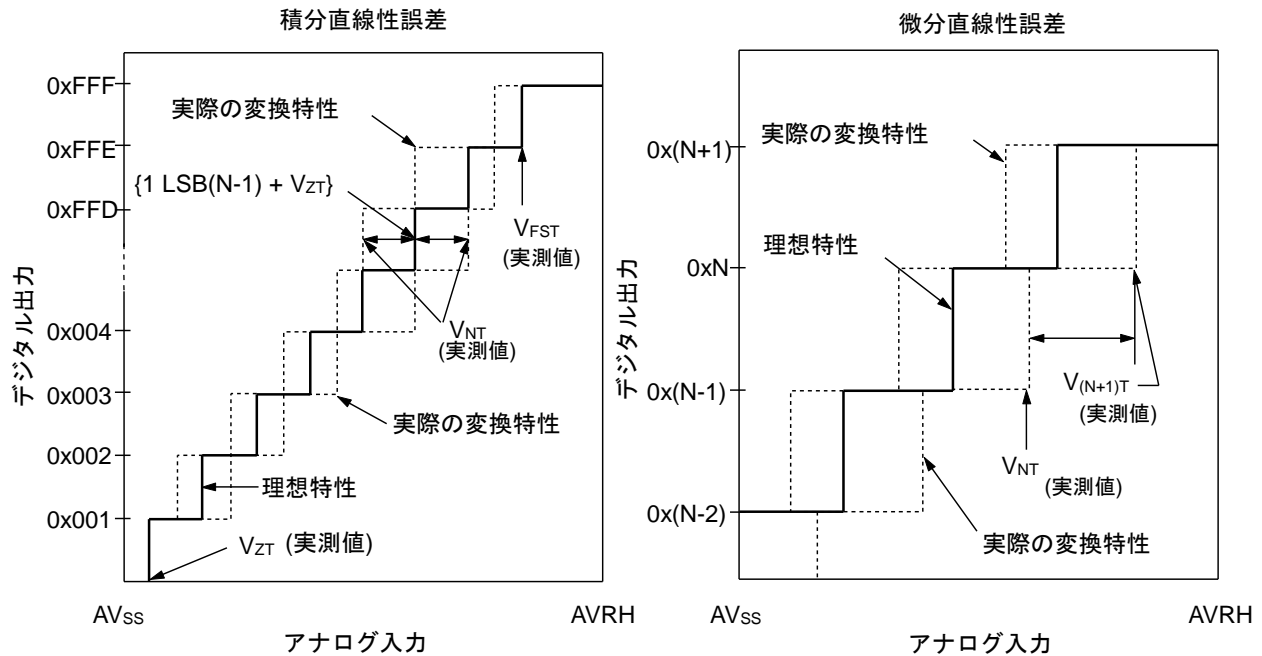 積分直線性誤差
0xFFF
実際の変換特性
0xFFE
{1 LSB(N-1) + VZT}
0xFFD
VFST
(実測値)
デジタル出力
0x004
VNT
(実測値)
0x003
実際の変換特性
0x002
理想特性
0x001
VZT (実測値)
AVSS
AVRH
アナログ入力
微分直線性誤差
0x(N+1)
実際の変換特性
理想特性
0xN
デジタル出力
0x(N-1)
V(N+1)T
(実測値)
VNT
(実測値)
0x(N-2)
実際の変換特性
AVSS
AVRH
アナログ入力